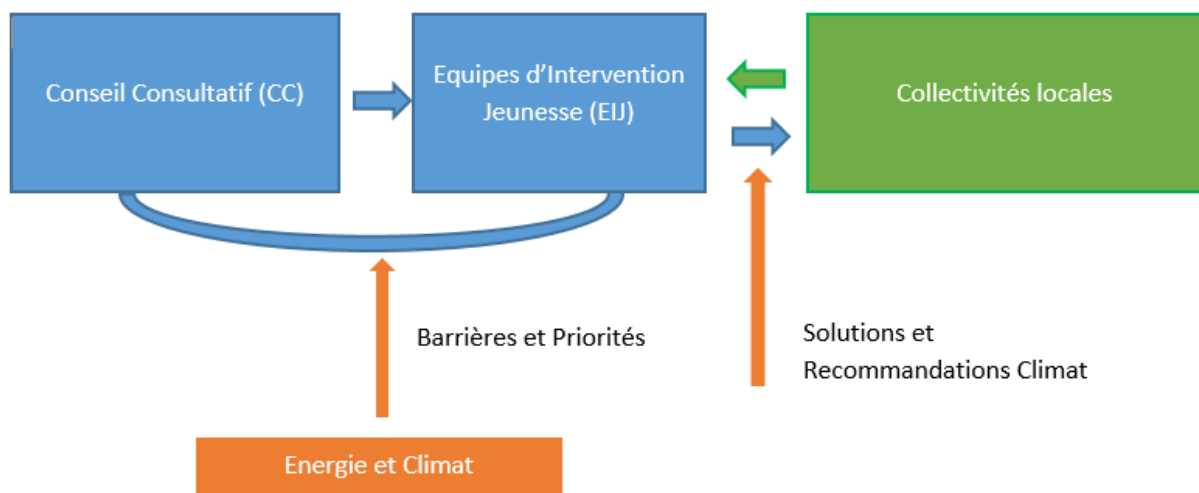 Conseil Consultatif (CC)
Equipes d'Intervention
Jeunesse (EIJ)
Collectivités locales
Barrières et Priorités
Solutions et
Recommandations Climat
Energie et Climat